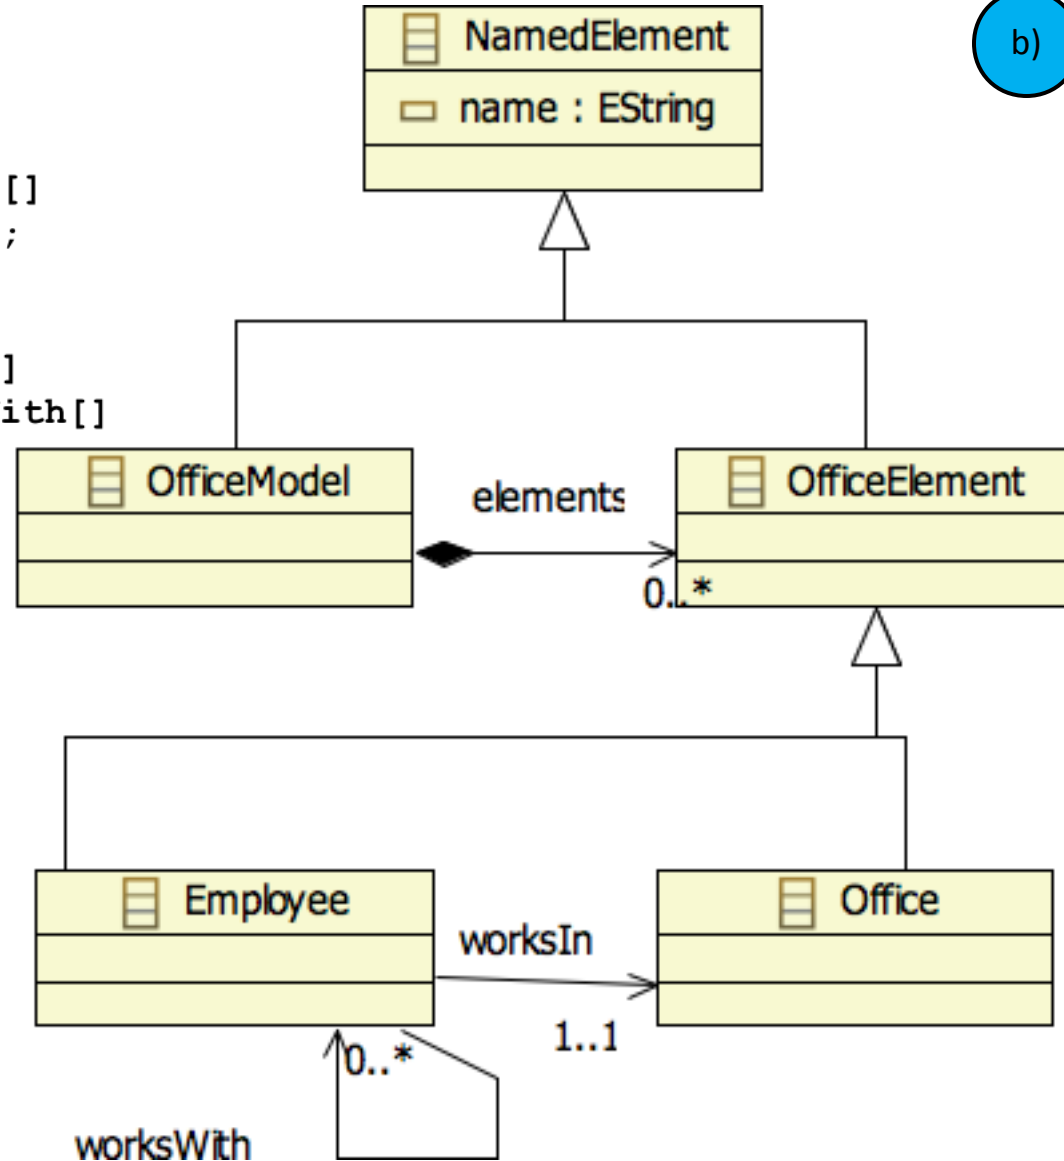 NamedElement
b)
name : EString
[]
;
]
ith[]
OfficeModel
elements
OfficeElement
0..*
Employee
Office
worksIn
1..1
0..*
worksWith